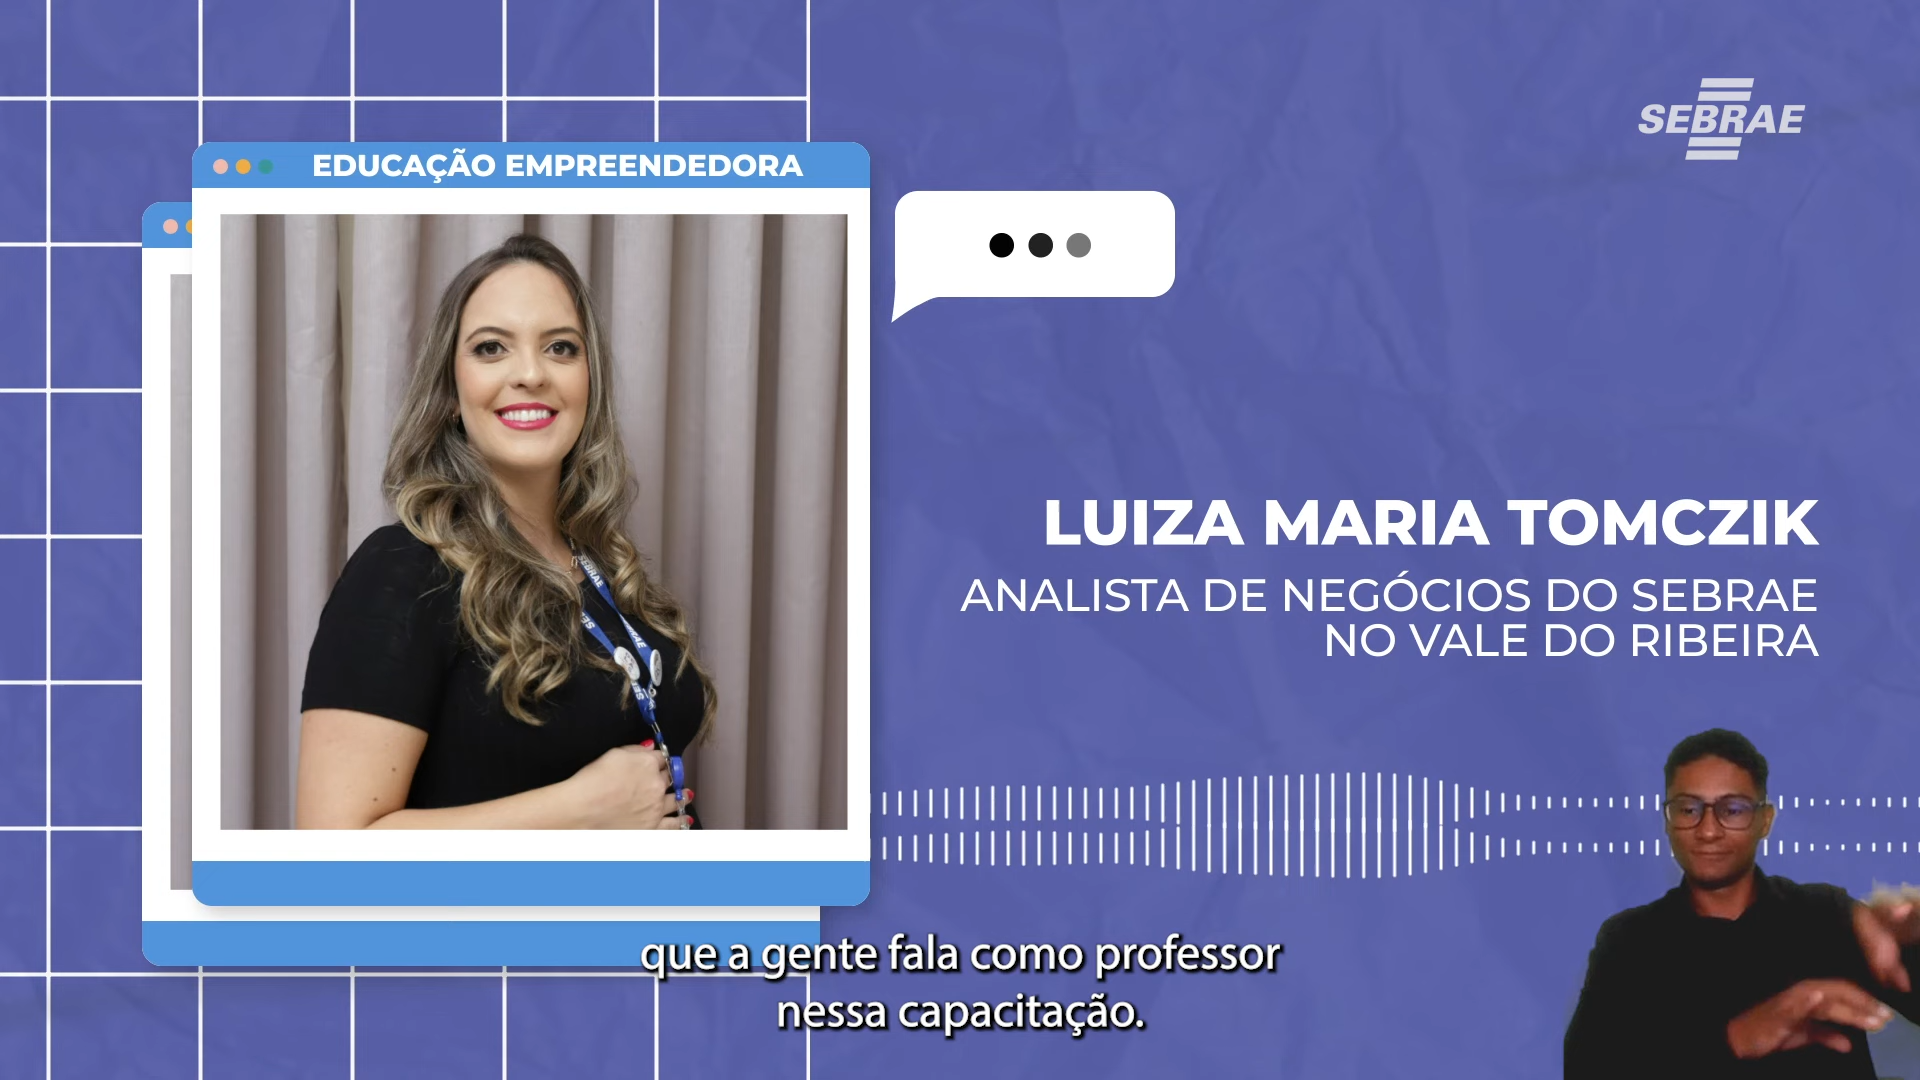 SEBRAE
EDUCAÇÃO EMPREENDEDORA
SEBRAE
LUIZA MARIA TOMCZIK
ANALISTA DE NEGÓCIOS DO SEBRAE
NO VALE DO RIBEIRA
que a gente fala como professor
nessa capacitação.